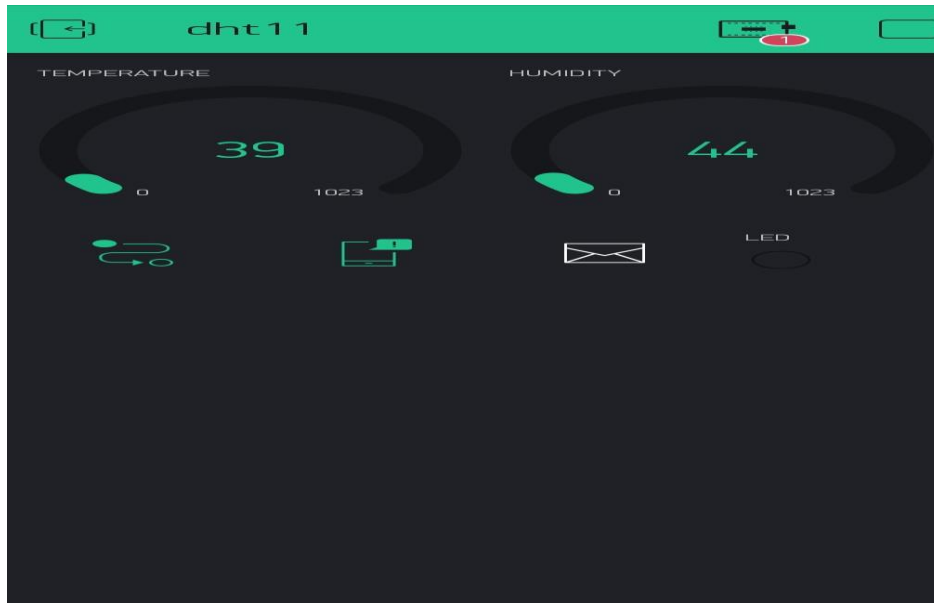 dht11
1
TEMPERATURE
HUMIDITY
39
44
0
1023
0
1023
!
LED